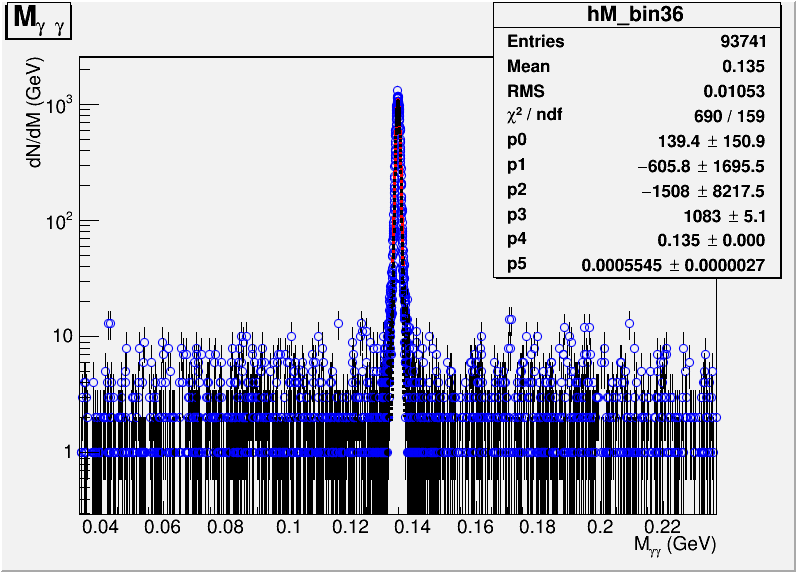 Mγ γ
hM_bin36
Entries 93741
Mean 0.135
RMS 0.01053
χ² / ndf 690 / 159
p0 139.4 ± 150.9
p1 −605.8 ± 1695.5
p2 −1508 ± 8217.5
p3 1083 ± 5.1
p4 0.135 ± 0.000
p5 0.0005545 ± 0.0000027
dN/dM (GeV)
10³
10²
10
1
0.04 0.06 0.08 0.1 0.12 0.14 0.16 0.18 0.2 0.22
Mγγ (GeV)